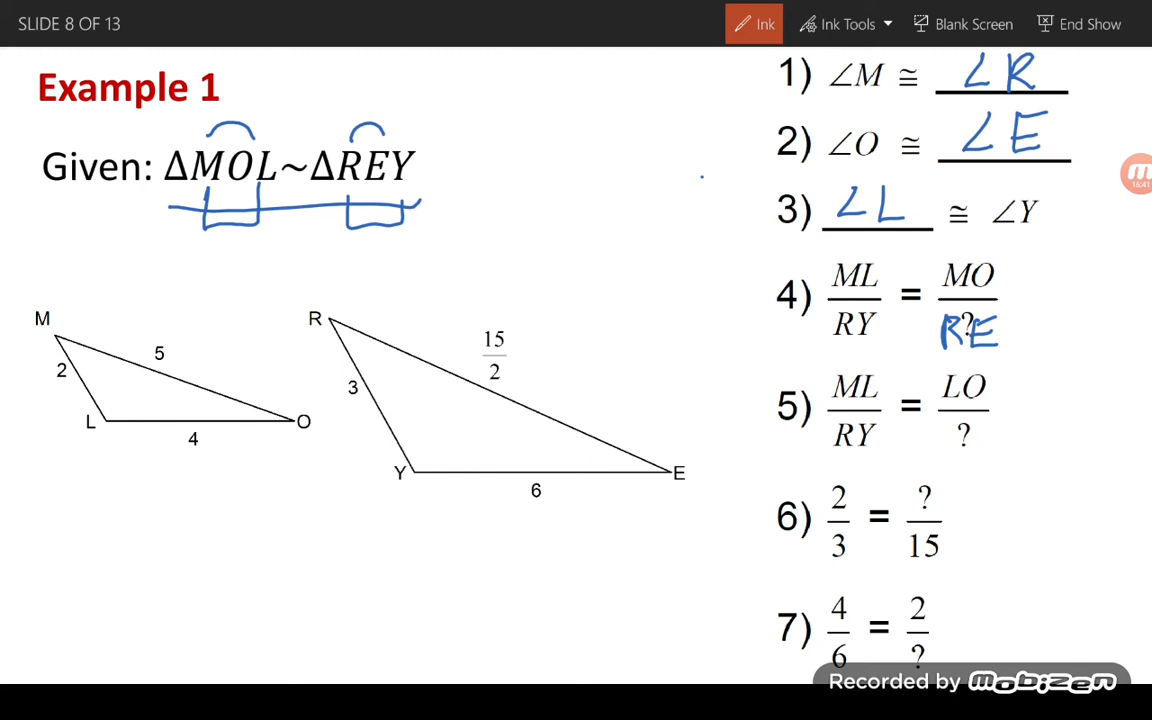 SLIDE 8 OF 13
Ink
Ink Tools
Blank Screen
End Show
Example 1
Given: ΔMOL~ΔREY
1) ∠M ≅ ∠R
2) ∠O ≅ ∠E
3) ∠L ≅ ∠Y
4) ML/RY = MO/? RE
5) ML/RY = LO/?
6) 2/3 = ?/15
7) 4/6 = 2/?
M
5
2
L
4
O
R
15/2
3
Y
6
E
16:41
Recorded by mobizen